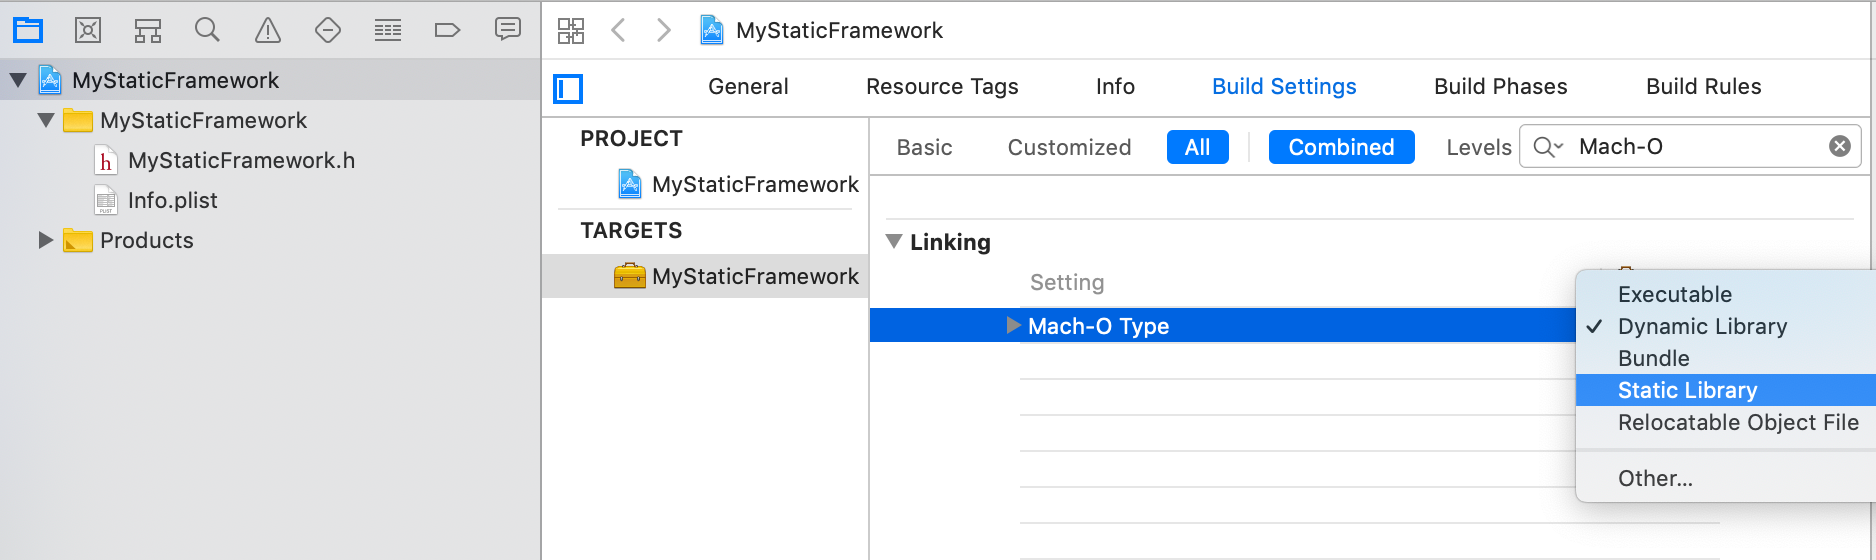 MyStaticFramework
MyStaticFramework
MyStaticFramework.h
Info.plist
Products
MyStaticFramework
General Resource Tags Info Build Settings Build Phases Build Rules
PROJECT
MyStaticFramework
TARGETS
MyStaticFramework
Basic Customized All Combined Levels Mach-O
Linking
Setting
Mach-O Type
Executable
Dynamic Library
Bundle
Static Library
Relocatable Object File
Other...